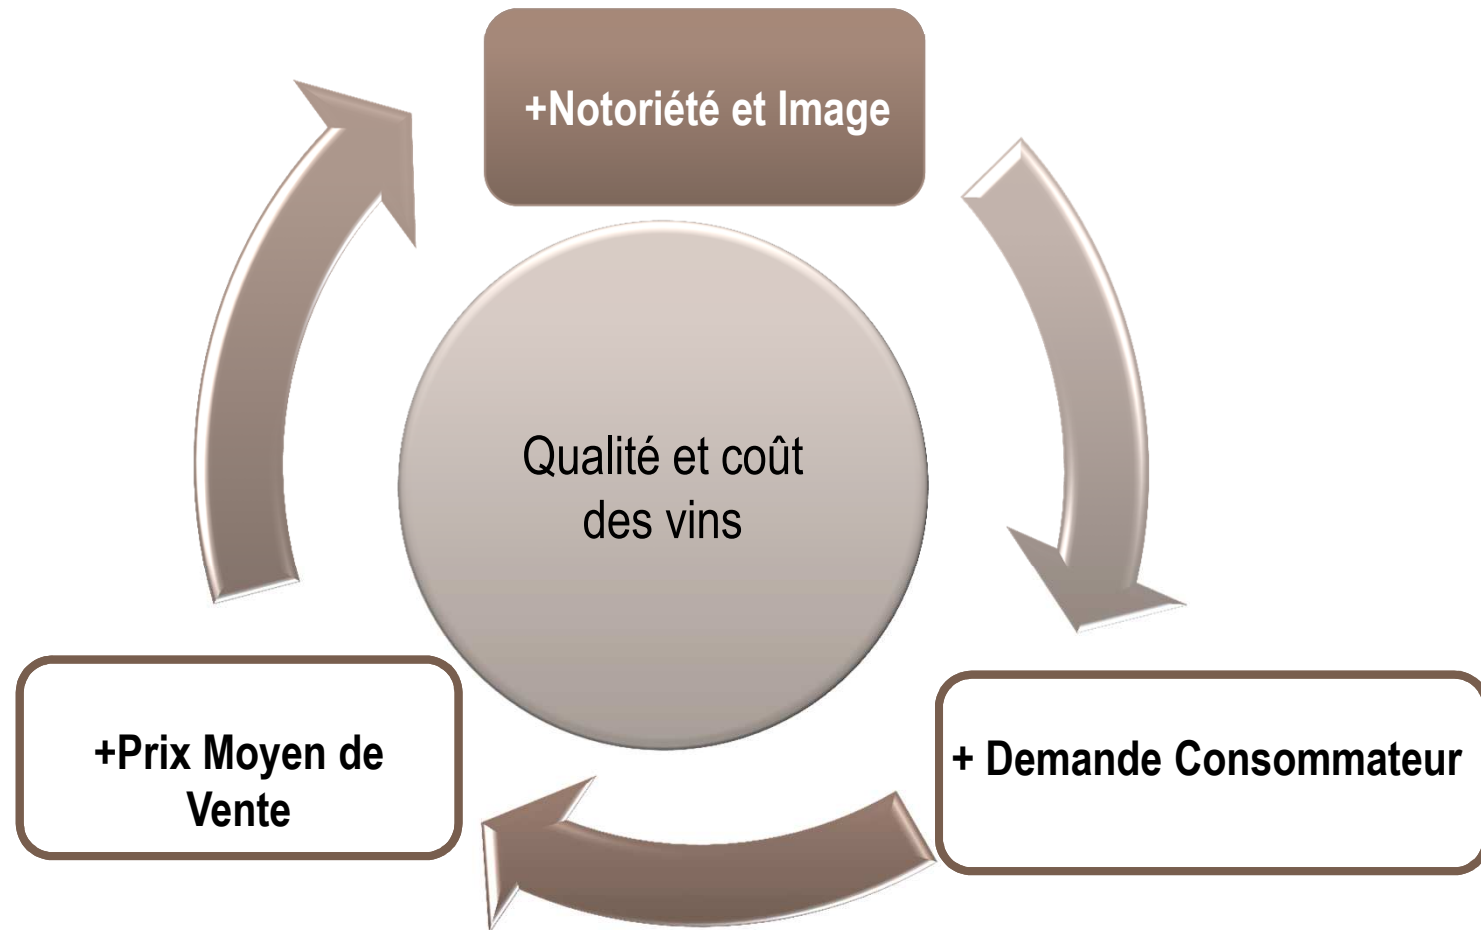 +Notoriété et Image
Qualité et coût
des vins
+Prix Moyen de
Vente
+ Demande Consommateur